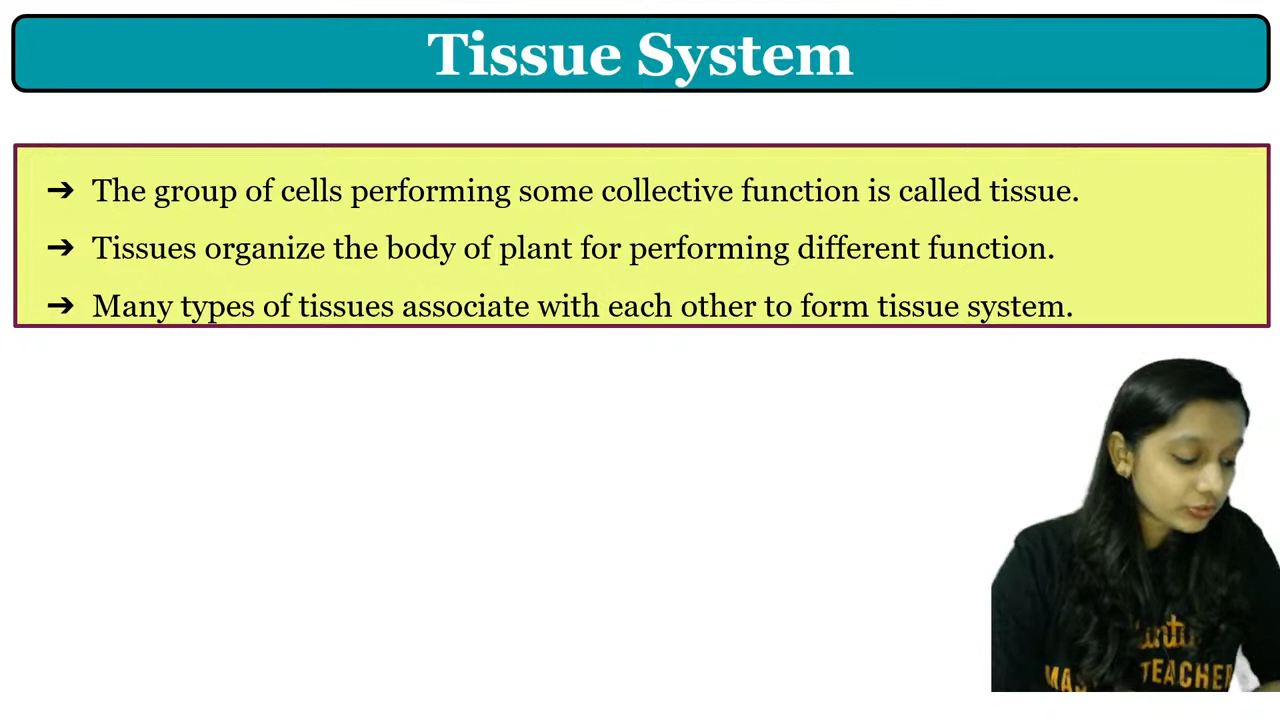 Tissue System
➔ The group of cells performing some collective function is called tissue.
➔ Tissues organize the body of plant for performing different function.
➔ Many types of tissues associate with each other to form tissue system.
TEACHER